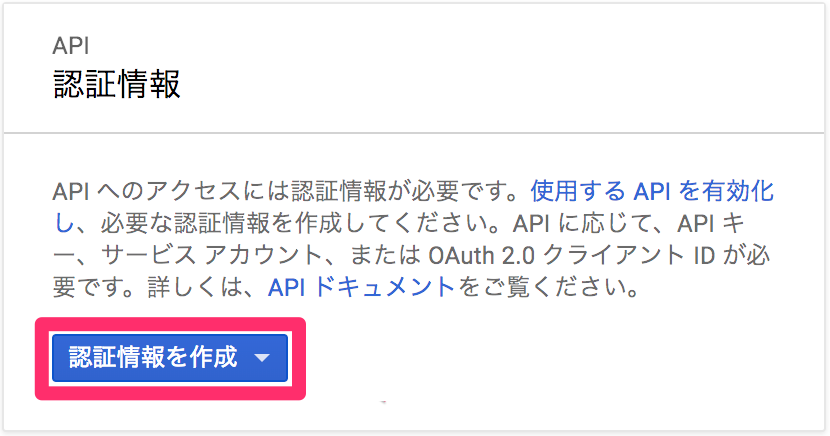 API
認証情報
API へのアクセスには認証情報が必要です。使用する API を有効化
し、必要な認証情報を作成してください。API に応じて、API キ
ー、サービス アカウント、または OAuth 2.0 クライアント ID が必
要です。詳しくは、API ドキュメントをご覧ください。
認証情報を作成